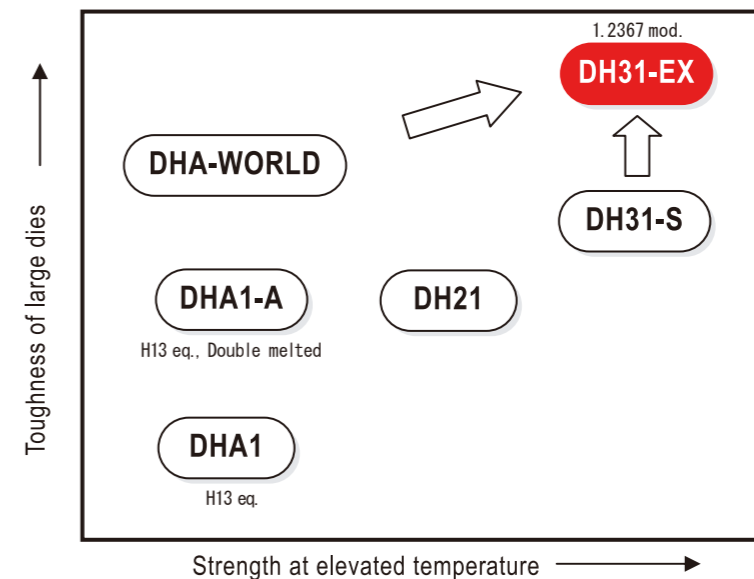 1.2367 mod.
DH31-EX
DHA-WORLD
DH31-S
DHA1-A
DH21
H13 eq., Double melted
DHA1
H13 eq.
Toughness of large dies
Strength at elevated temperature